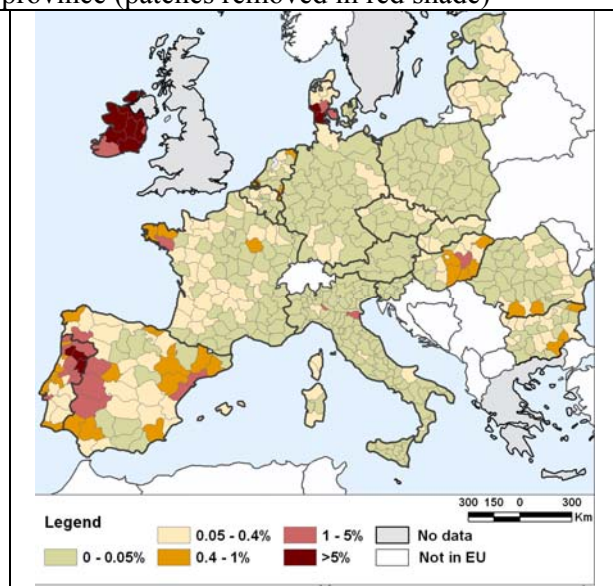 province (patches removed in red shade)
300 150 0 300
Km
Legend
0.05 - 0.4% 1 - 5% No data
0 - 0.05% 0.4 - 1% >5% Not in EU